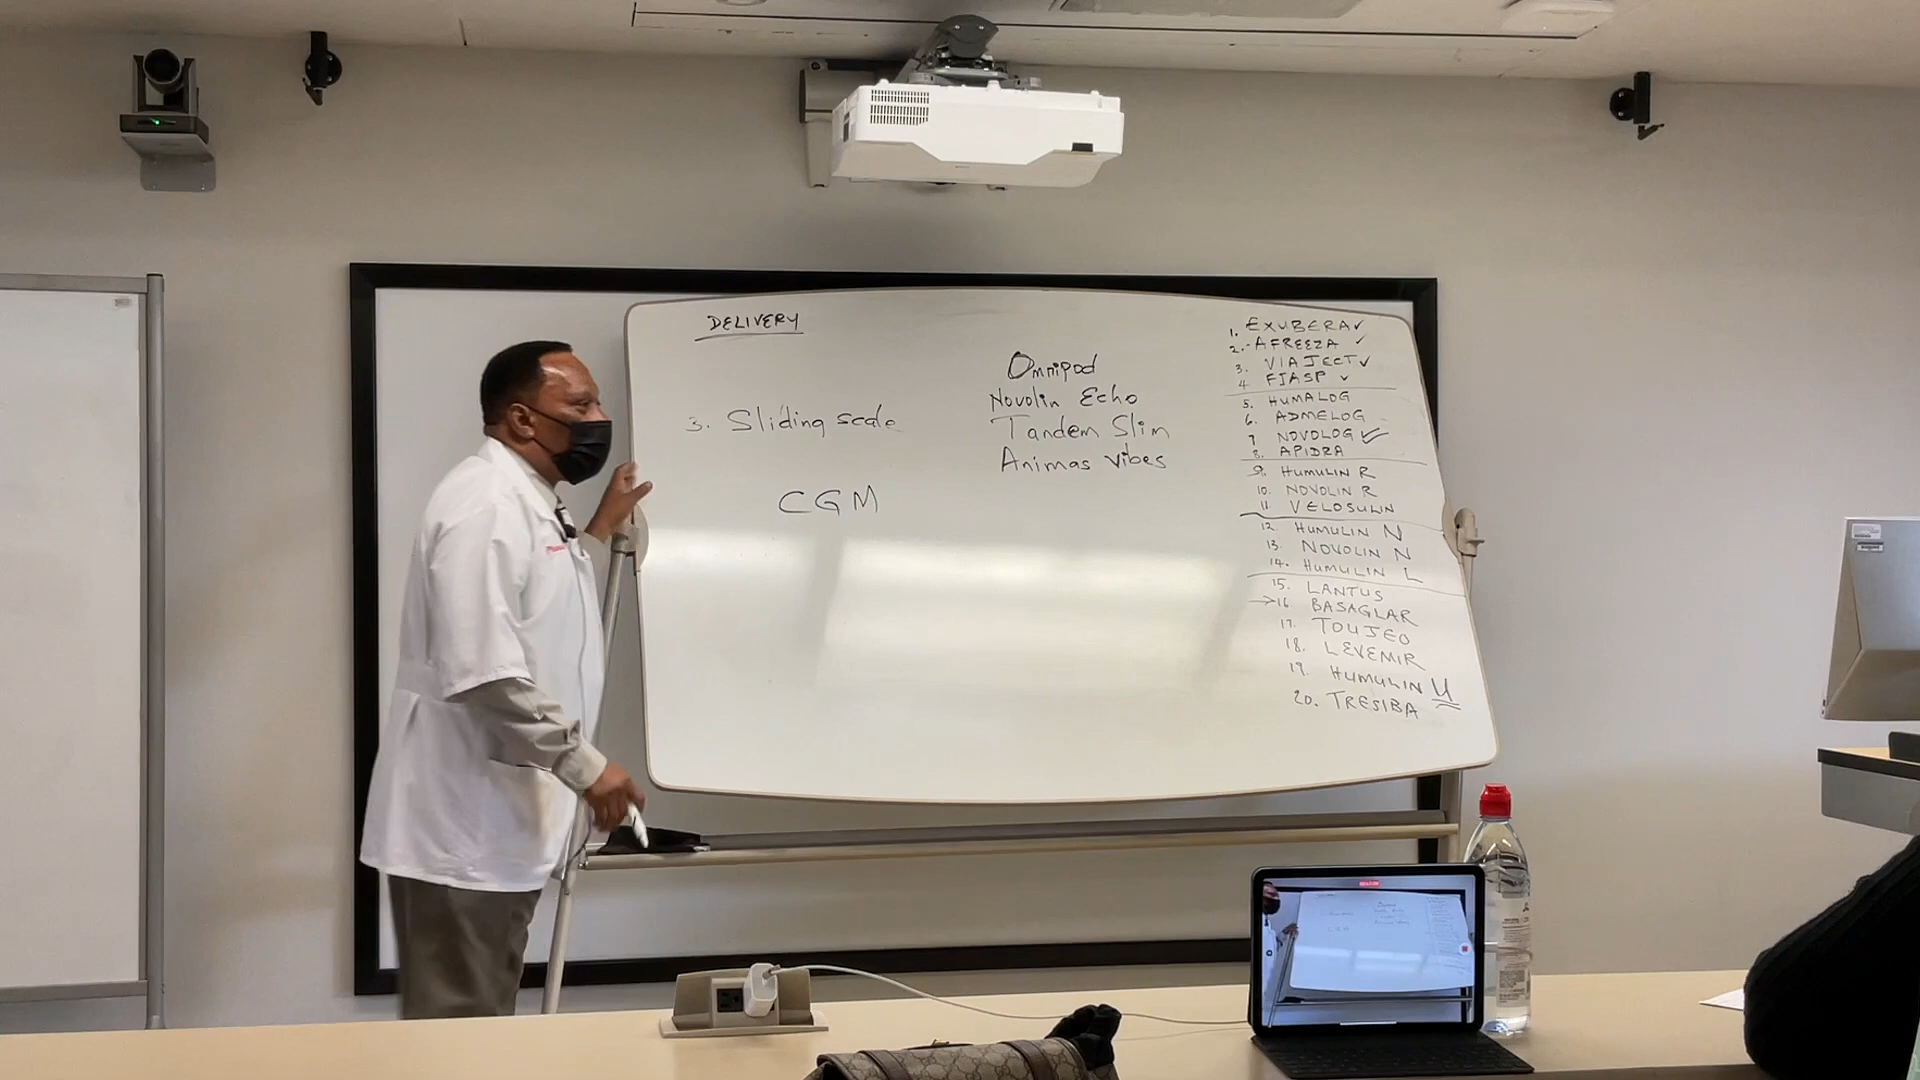 DELIVERY
3. Sliding scale
CGM
Omnipod
Novolin Echo
Tandem Slim
Animas Vibes
1. EXUBERA ✓
2. AFREEZA ✓
3. VIAJECT ✓
4 FIASP ✓
5. HUMALOG
6. ADMELOG
7 NOVOLOG ✓
8. APIDRA
9. HUMULIN R
10. NOVOLIN R
11. VELOSULIN
12. HUMULIN N
13. NOVOLIN N
14. HUMULIN L
15. LANTUS
→16 BASAGLAR
17. TOUJEO
18. LEVEMIR
19. HUMULIN U
20. TRESIBA